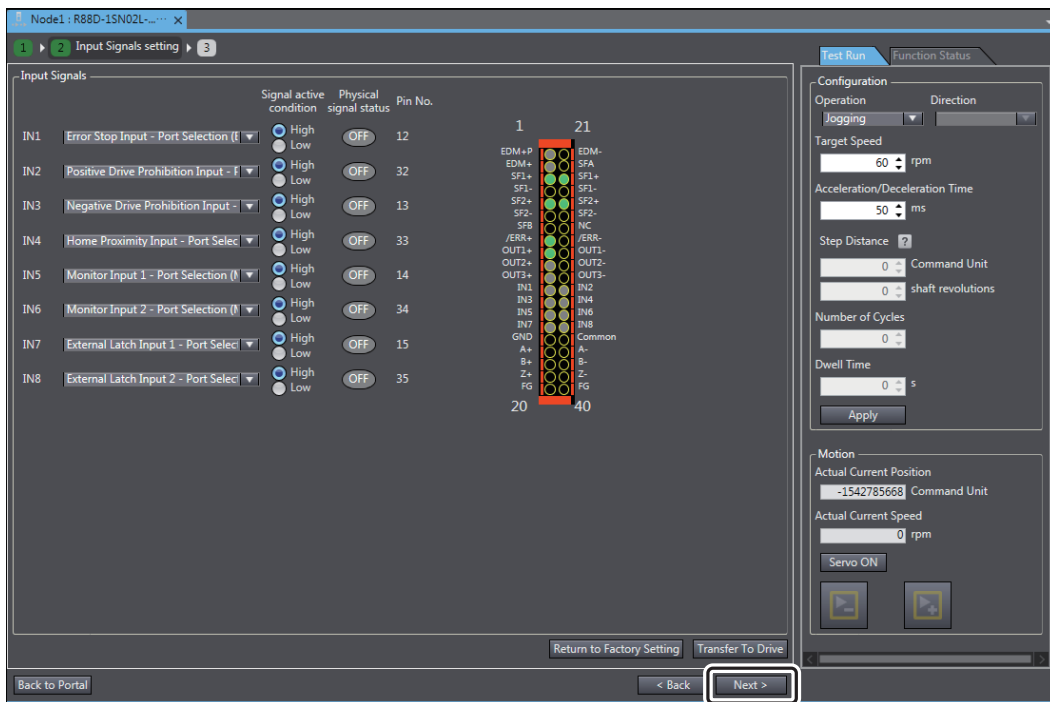 Node1 : R88D-1SN02L-...···
1 2 Input Signals setting 3
Input Signals
Signal active condition Physical signal status Pin No.
IN1 Error Stop Input - Port Selection (E High Low OFF 12
IN2 Positive Drive Prohibition Input - F High Low OFF 32
IN3 Negative Drive Prohibition Input - High Low OFF 13
IN4 Home Proximity Input - Port Selec High Low OFF 33
IN5 Monitor Input 1 - Port Selection (M High Low OFF 14
IN6 Monitor Input 2 - Port Selection (M High Low OFF 34
IN7 External Latch Input 1 - Port Select High Low OFF 15
IN8 External Latch Input 2 - Port Select High Low OFF 35
1 21
EDM+P EDM-
EDM+ SFA
SF1+ SF1+
SF1- SF1-
SF2+ SF2+
SF2- SF2-
SFB NC
/ERR+ /ERR-
OUT1+ OUT1-
OUT2+ OUT2-
OUT3+ OUT3-
IN1 IN2
IN3 IN4
IN5 IN6
IN7 IN8
GND Common
A+ A-
B+ B-
Z+ Z-
FG FG
20 40
Return to Factory Setting Transfer To Drive
Back to Portal < Back Next >
Test Run Function Status
Configuration
Operation Direction
Jogging
Target Speed
60 rpm
Acceleration/Deceleration Time
50 ms
Step Distance ?
0 Command Unit
0 shaft revolutions
Number of Cycles
0
Dwell Time
0 s
Apply
Motion
Actual Current Position
-1542785668 Command Unit
Actual Current Speed
0 rpm
Servo ON